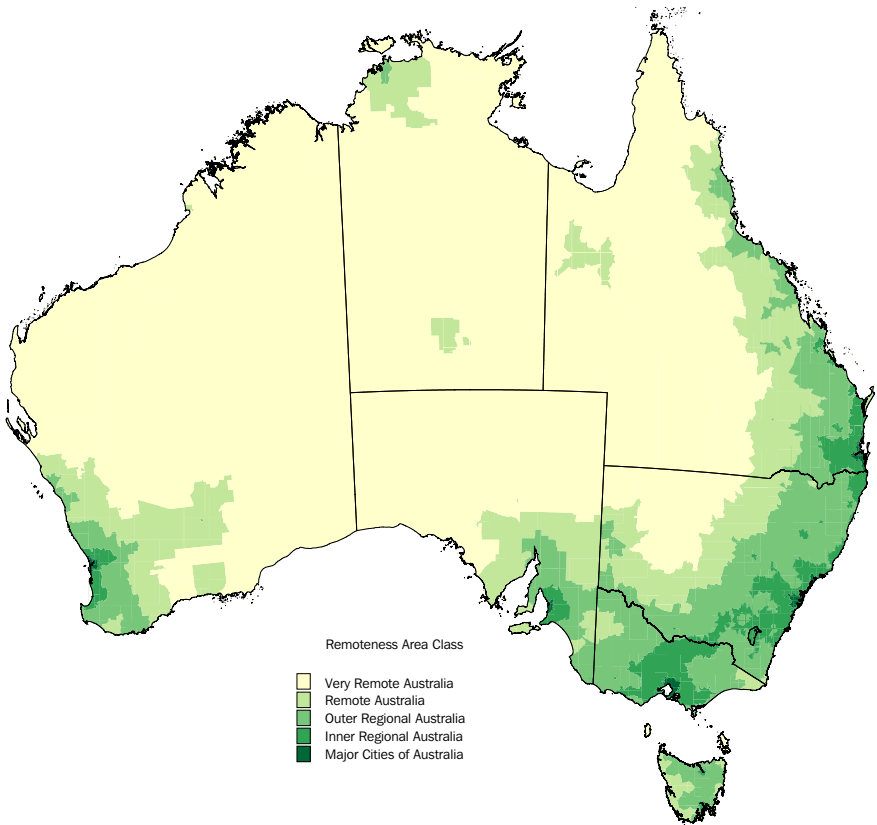 Remoteness Area Class
Very Remote Australia
Remote Australia
Outer Regional Australia
Inner Regional Australia
Major Cities of Australia